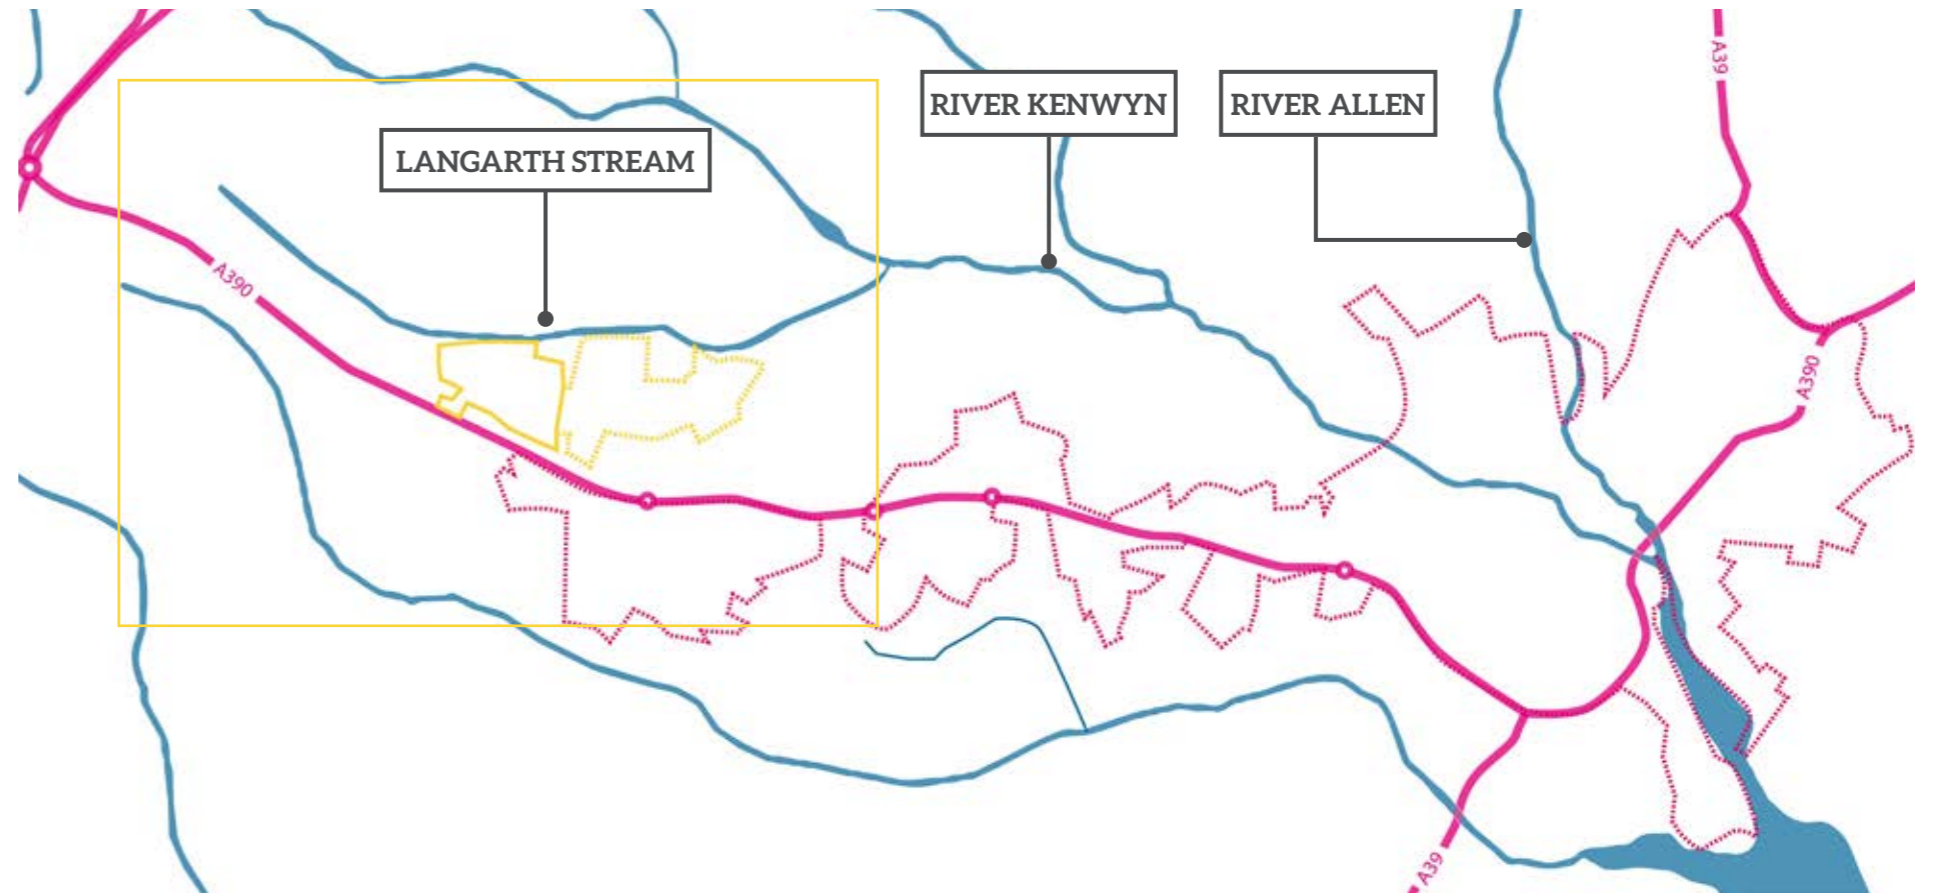 A39
RIVER KENWYN
RIVER ALLEN
LANGARTH STREAM
A390
A390
A39